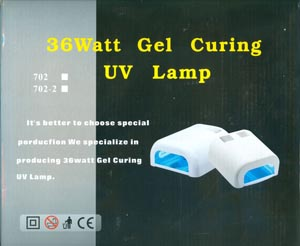 36Watt Gel Curing
UV Lamp
702
702-2
It's better to choose special
porducfion We specialize in
producing 36watt Gel Curing
UV Lamp.
CE